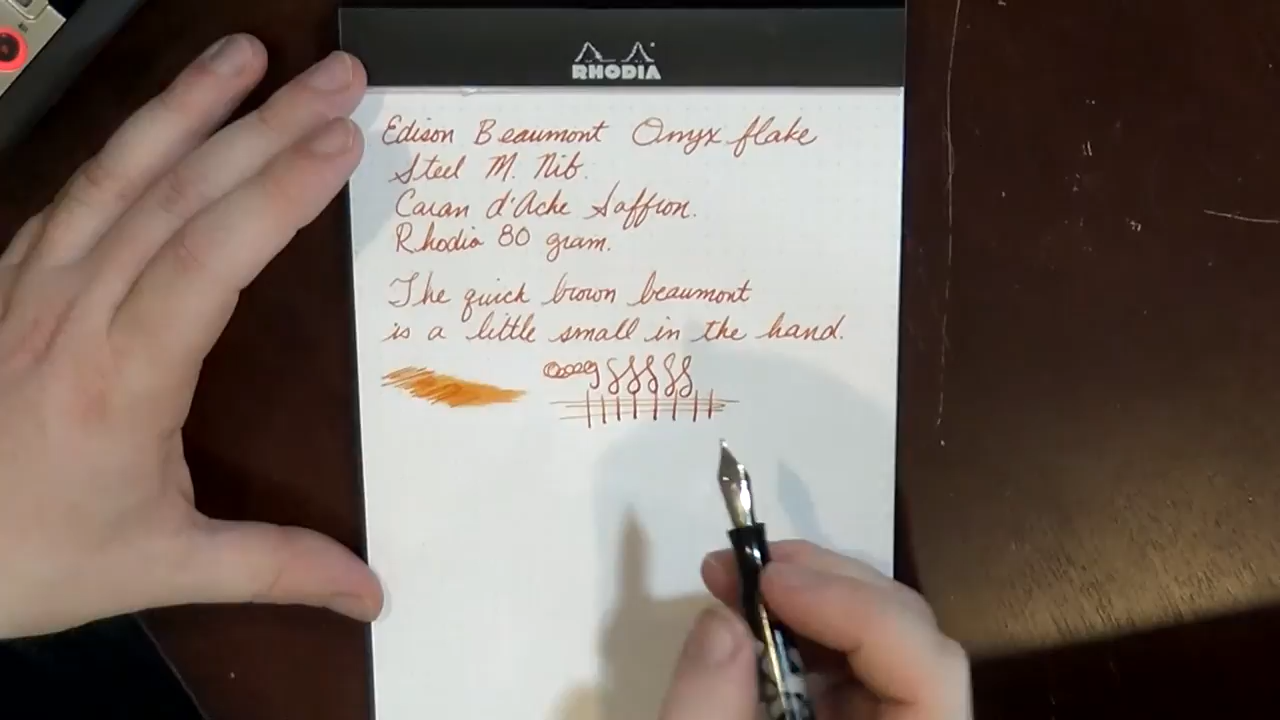 RHODIA
Edison Beaumont Onyx flake
Steel M. Nib.
Caran d'Ache Saffron.
Rhodia 80 gram.
The quick brown beaumont
is a little small in the hand.